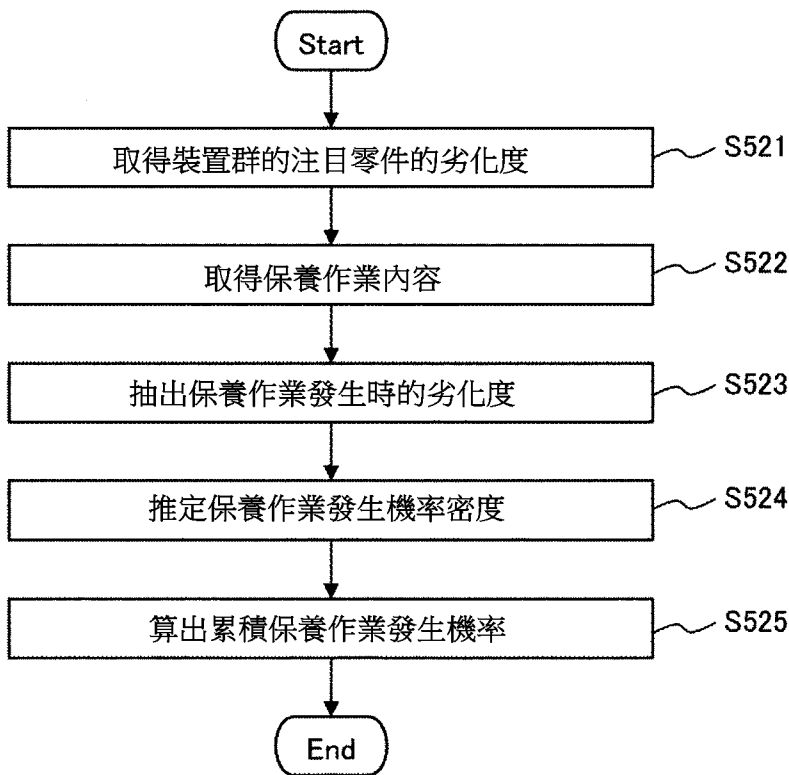 Start
取得裝置群的注目零件的劣化度
S521
取得保養作業內容
S522
抽出保養作業發生時的劣化度
S523
推定保養作業發生機率密度
S524
算出累積保養作業發生機率
S525
End